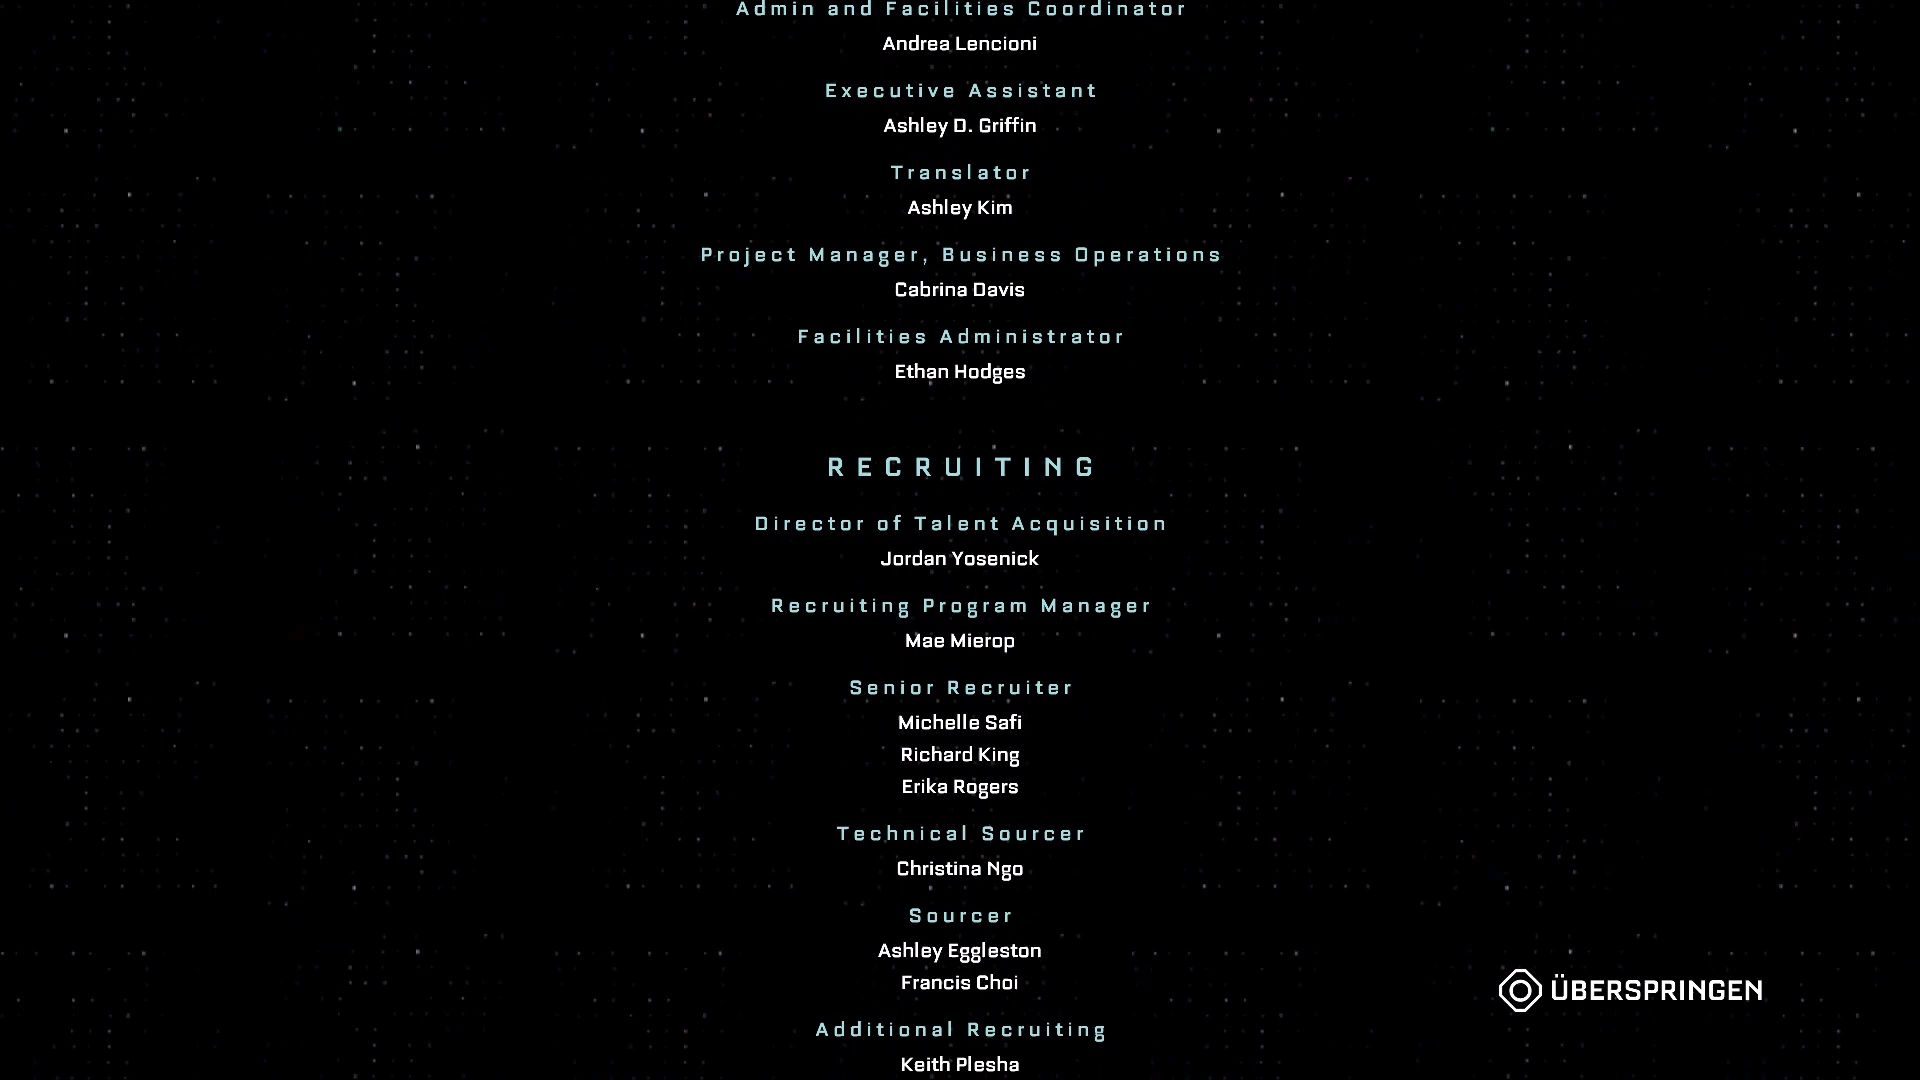 Admin and Facilities Coordinator
Andrea Lencioni
Executive Assistant
Ashley D. Griffin
Translator
Ashley Kim
Project Manager, Business Operations
Cabrina Davis
Facilities Administrator
Ethan Hodges
RECRUITING
Director of Talent Acquisition
Jordan Yosenick
Recruiting Program Manager
Mae Mierop
Senior Recruiter
Michelle Safi
Richard King
Erika Rogers
Technical Sourcer
Christina Ngo
Sourcer
Ashley Eggleston
Francis Choi
ÜBERSPRINGEN
Additional Recruiting
Keith Plesha